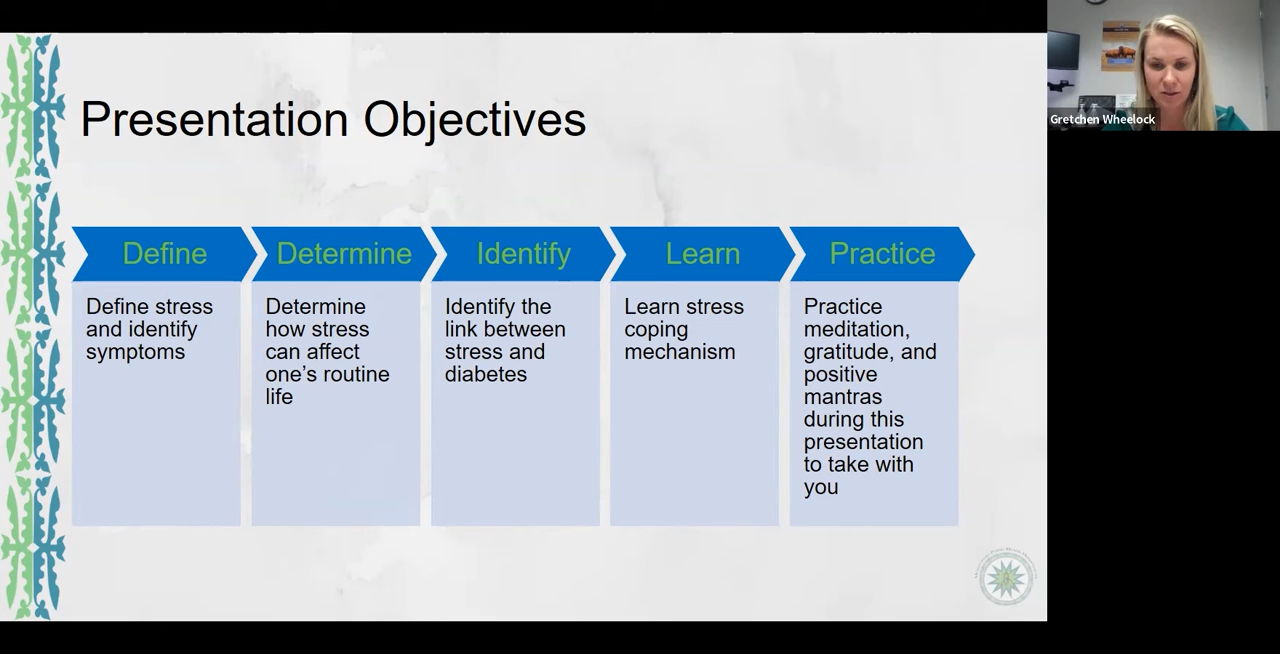 Presentation Objectives
Define
Define stress
and identify
symptoms
Determine
Determine
how stress
can affect
one’s routine
life
Identify
Identify the
link between
stress and
diabetes
Learn
Learn stress
coping
mechanism
Practice
Practice
meditation,
gratitude, and
positive
mantras
during this
presentation
to take with
you
Gretchen Wheelock